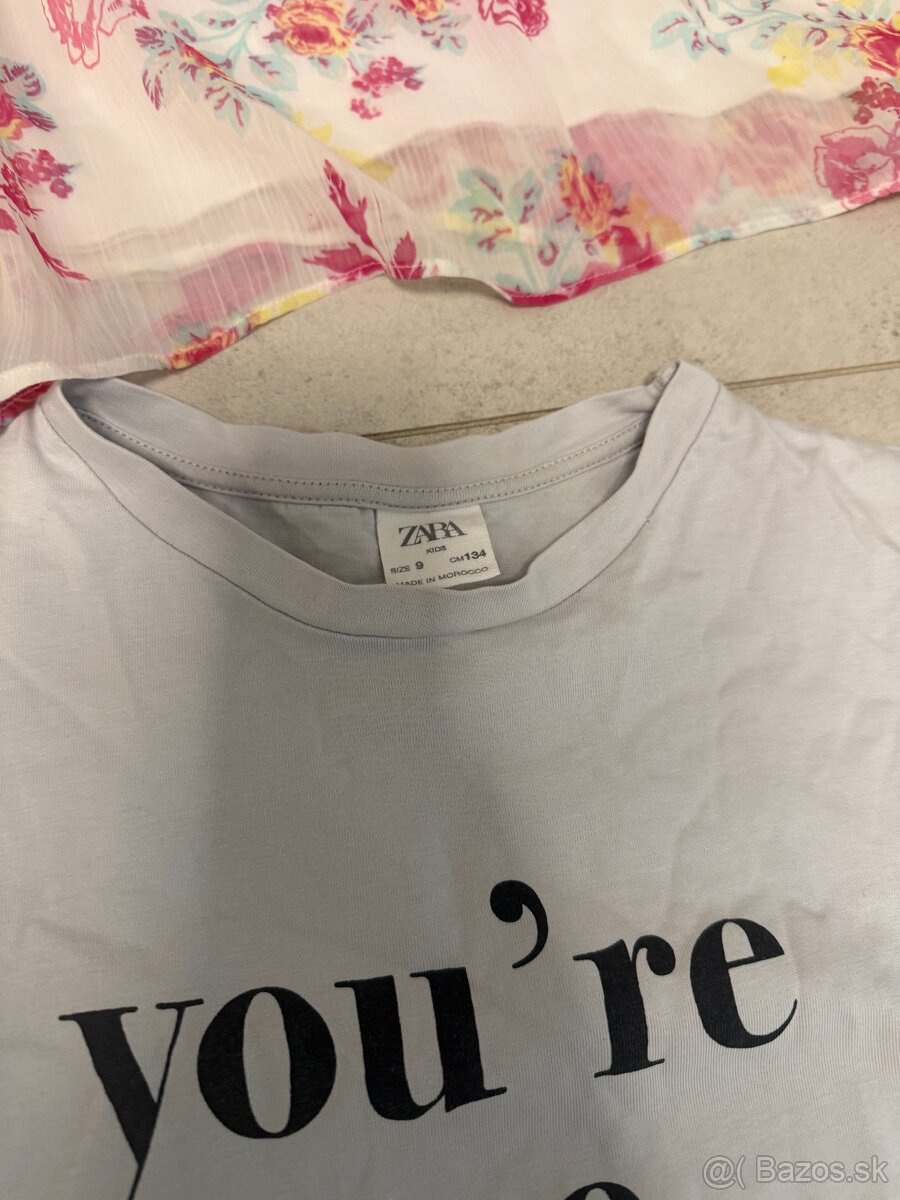 ZARA
KIDS
SIZE 9 CM 134
MADE IN MOROCCO
you're
@( Bazos.sk